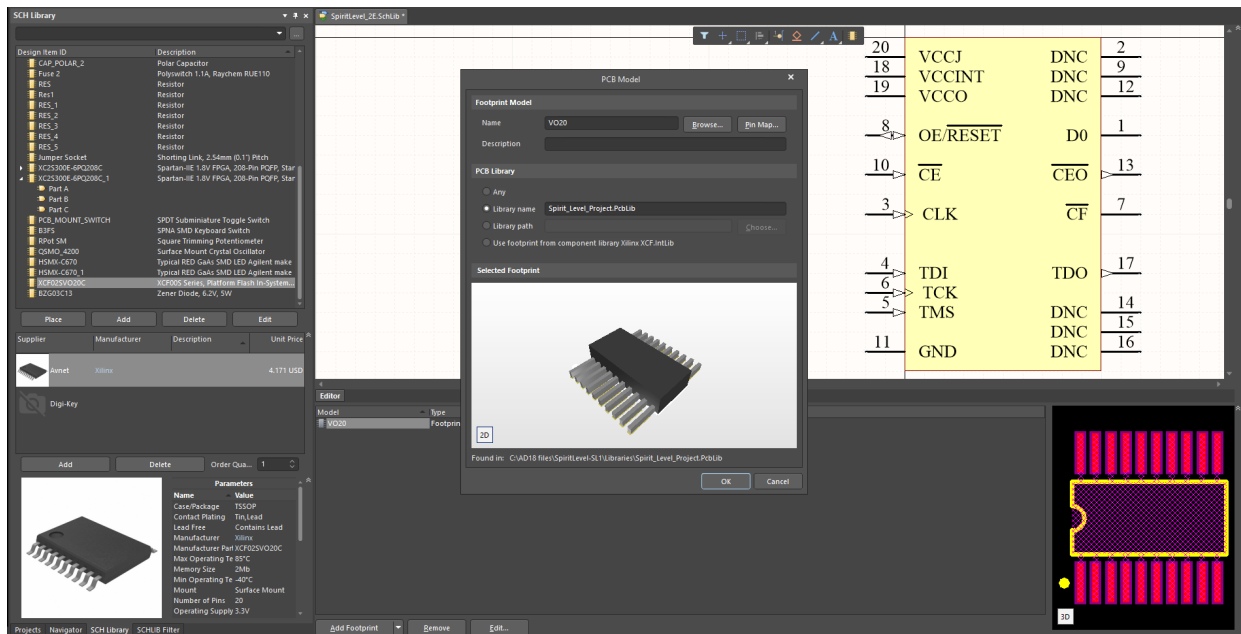 SCH Library
SpiritLevel_2E.SchLib *
...
Design Item ID Description
CAP_POLAR_2 Polar Capacitor
Fuse 2 Polyswitch 1.1A, Raychem RUE110
RES Resistor
Res1 Resistor
RES_1 Resistor
RES_2 Resistor
RES_3 Resistor
RES_4 Resistor
RES_5 Resistor
Jumper Socket Shorting Link, 2.54mm (0.1") Pitch
XC2S300E-6PQ208C Spartan-IIE 1.8V FPGA, 208-Pin PQFP, Star
XC2S300E-6PQ208C_1 Spartan-IIE 1.8V FPGA, 208-Pin PQFP, Star
Part A
Part B
Part C
PCB_MOUNT_SWITCH SPDT Subminiature Toggle Switch
B3FS SPNA SMD Keyboard Switch
RPot SM Square Trimming Potentiometer
QSMO_4200 Surface Mount Crystal Oscillator
HSMX-C670 Typical RED GaAs SMD LED Agilent make
HSMX-C670_1 Typical RED GaAs SMD LED Agilent make
XCF02SVO20C XCF00S Series, Platform Flash In-System...
BZG03C13 Zener Diode, 6.2V, 5W
Place Add Delete Edit
Supplier Manufacturer Description Unit Price
Avnet Xilinx 4.171 USD
Digi-Key
Add Delete Order Qua... 1
Parameters
Name Value
Case/Package TSSOP
Contact Plating Tin,Lead
Lead Free Contains Lead
Manufacturer Xilinx
Manufacturer Part XCF02SVO20C
Max Operating Te 85°C
Memory Size 2Mb
Min Operating Te -40°C
Mount Surface Mount
Number of Pins 20
Operating Supply 3.3V
Projects Navigator SCH Library SCHLIB Filter
PCB Model
Footprint Model
Name VO20 Browse... Pin Map...
Description
PCB Library
Any
Library name Spirit_Level_Project.PcbLib
Library path Choose...
Use footprint from component library Xilinx XCF.IntLib
Selected Footprint
2D
Found in: C:\AD18 files\SpiritLevel-SL1\Libraries\Spirit_Level_Project.PcbLib
OK Cancel
A
20 VCCJ DNC 2
18 VCCINT DNC 9
19 VCCO DNC 12
8 OE/RESET D0 1
10 CE CEO 13
3 CLK CF 7
4 TDI TDO 17
6 TCK
5 TMS DNC 14
DNC 15
11 GND DNC 16
Editor
Model Type
VO20 Footprin
3D
Add Footprint Remove Edit...